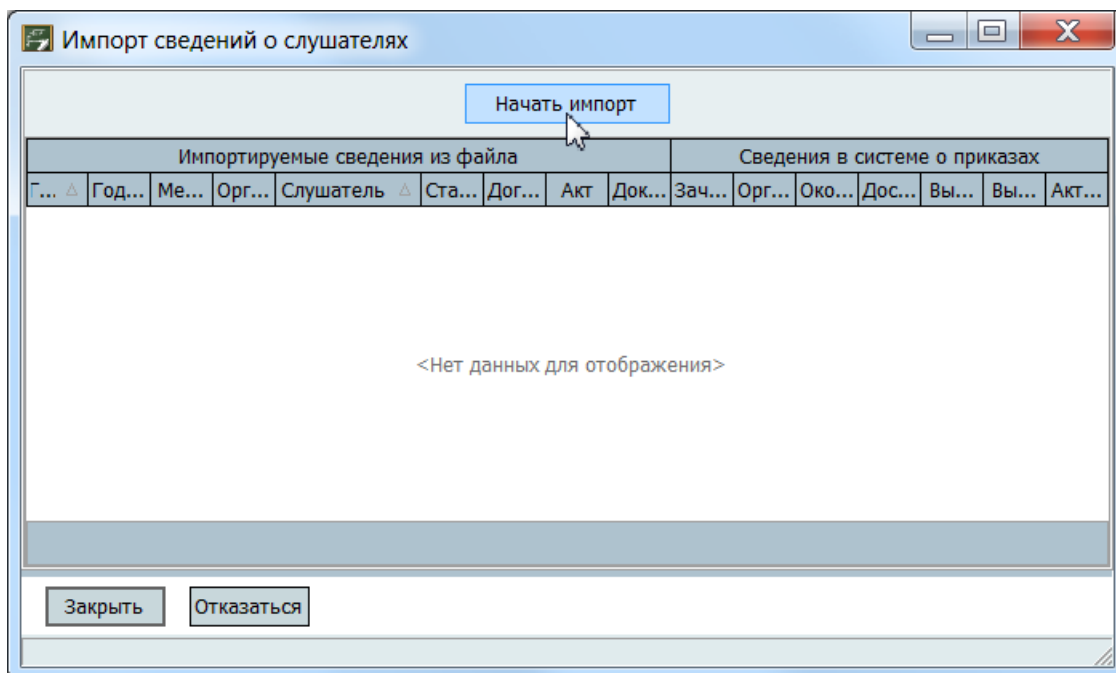 Импорт сведений о слушателях
Начать импорт
Импортируемые сведения из файла Сведения в системе о приказах
Г... Год... Ме... Орг... Слушатель Ста... Дог... Акт Док... Зач... Орг... Око... Дос... Вы... Вы... Акт...
<Нет данных для отображения>
Закрыть Отказаться